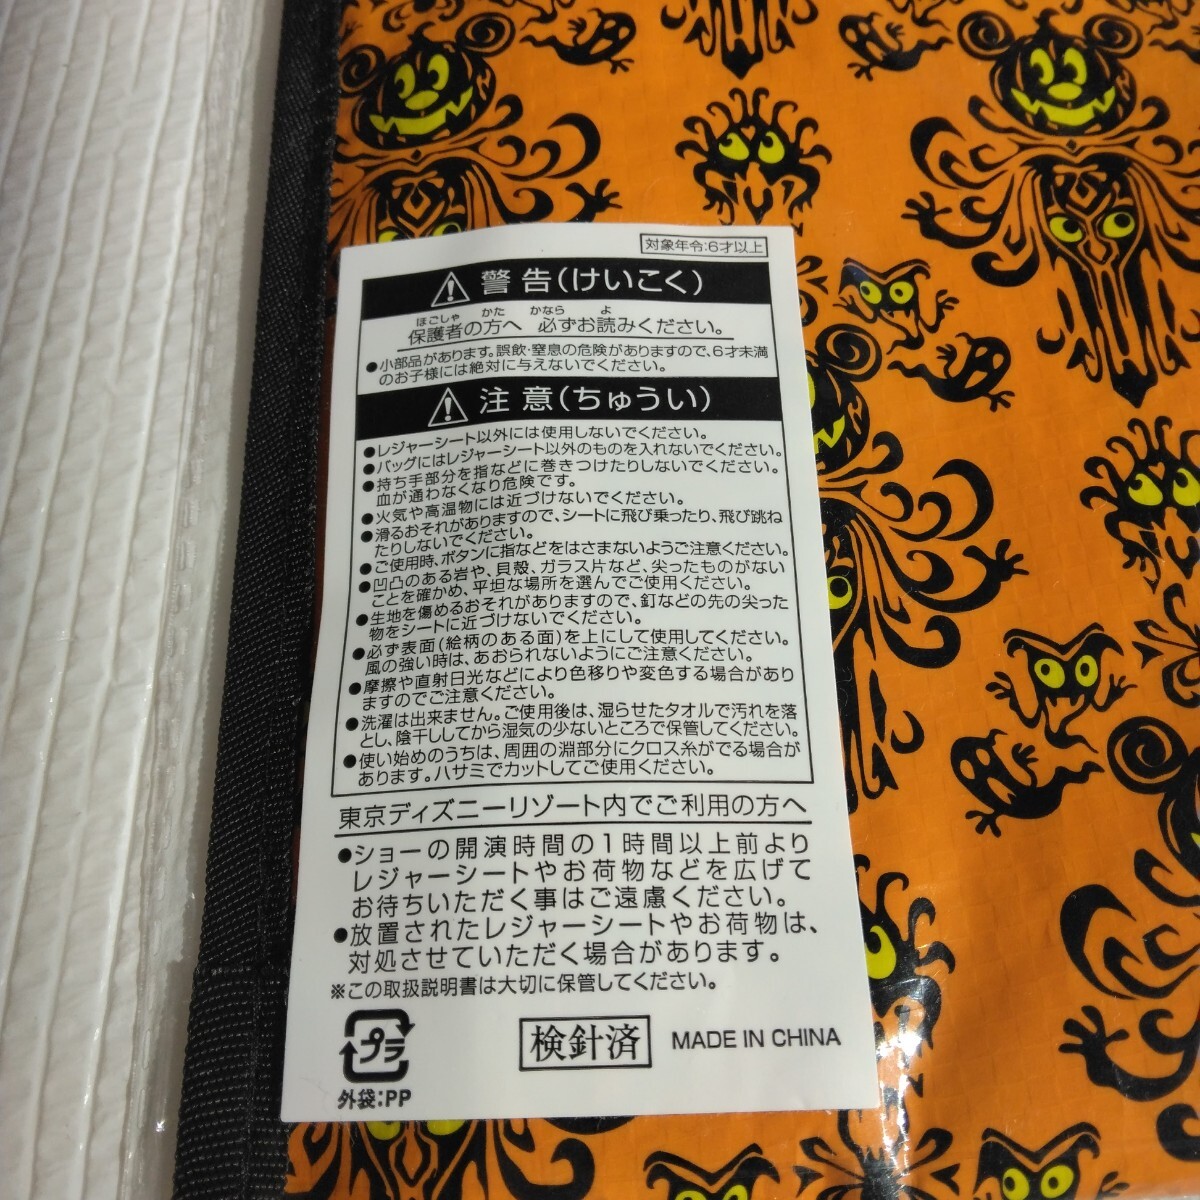 対象年令:6才以上
警告(けいこく)
ほごしゃ かた かなら よ
保護者の方へ 必ずお読みください。
●小部品があります。誤飲・窒息の危険がありますので、6才未満
のお子様には絶対に与えないでください。
注意(ちゅうい)
●レジャーシート以外には使用しないでください。
●バッグにはレジャーシート以外のものを入れないでください。
●持ち手部分を指などに巻きつけたりしないでください。
血が通わなくなり危険です。
●火気や高温物には近づけないでください。
●滑るおそれがありますので、シートに飛び乗ったり、飛び跳ね
たりしないでください。
●ご使用時、ボタンに指などをはさまないようご注意ください。
●凹凸のある岩や、貝殻、ガラス片など、尖ったものがない
ことを確かめ、平坦な場所を選んでご使用ください。
●生地を傷めるおそれがありますので、釘などの先の尖った
物をシートに近づけないでください。
●必ず表面(絵柄のある面)を上にして使用してください。
風の強い時は、あおられないようにご注意ください。
●摩擦や直射日光などにより色移りや変色する場合があり
ますのでご注意ください。
●洗濯は出来ません。ご使用後は、湿らせたタオルで汚れを落
とし、陰干ししてから湿気の少ないところで保管してください。
●使い始めのうちは、周囲の淵部分にクロス糸がでる場合が
あります。ハサミでカットしてご使用ください。
東京ディズニーリゾート内でご利用の方へ
●ショーの開演時間の1時間以上前より
レジャーシートやお荷物などを広げて
お待ちいただく事はご遠慮ください。
●放置されたレジャーシートやお荷物は、
対処させていただく場合があります。
※この取扱説明書は大切に保管してください。
プラ
外袋:PP
検針済
MADE IN CHINA